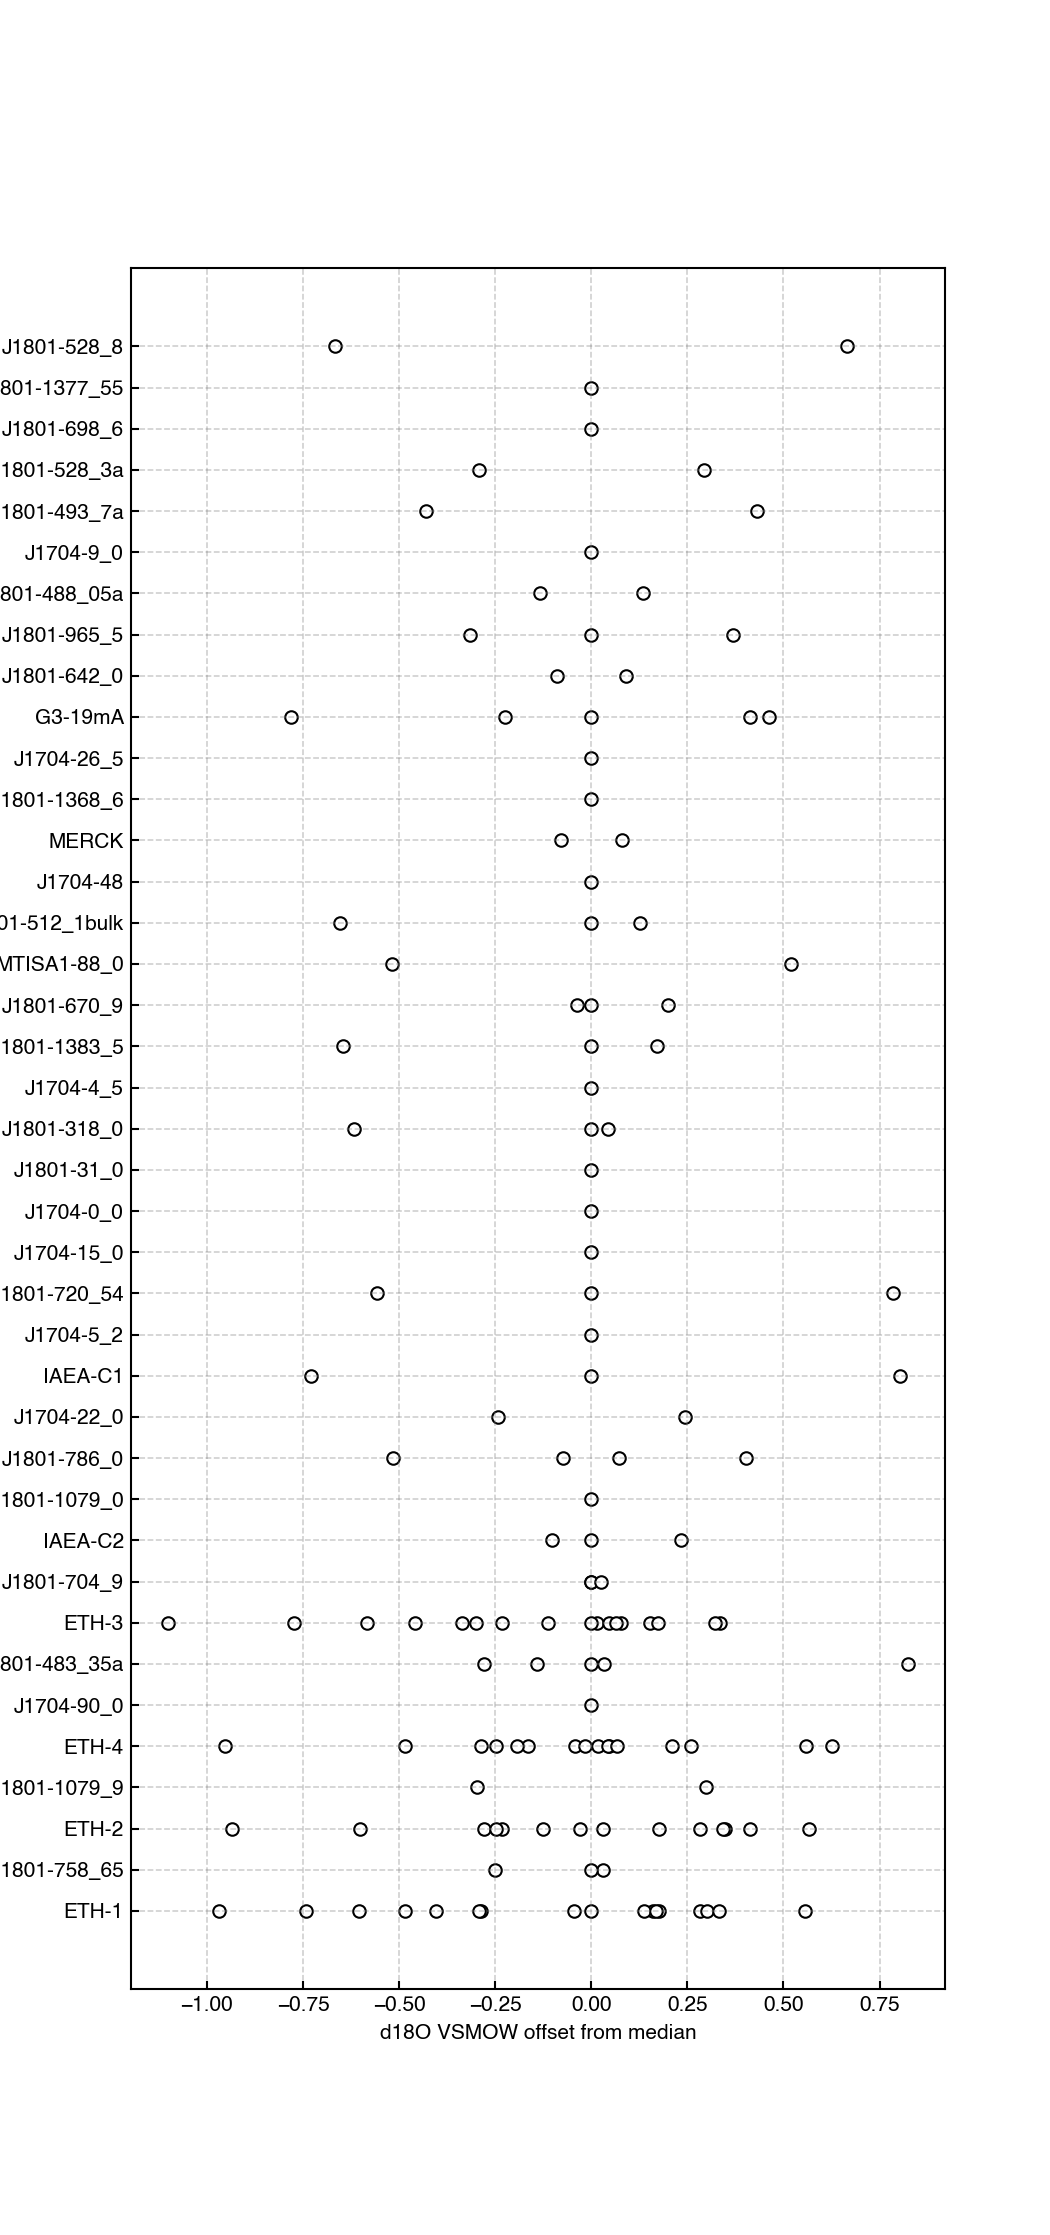 J1801-528_8
801-1377_55
J1801-698_6
1801-528_3a
1801-493_7a
J1704-9_0
801-488_05a
J1801-965_5
J1801-642_0
G3-19mA
J1704-26_5
1801-1368_6
MERCK
J1704-48
01-512_1bulk
MTISA1-88_0
J1801-670_9
1801-1383_5
J1704-4_5
J1801-318_0
J1801-31_0
J1704-0_0
J1704-15_0
1801-720_54
J1704-5_2
IAEA-C1
J1704-22_0
J1801-786_0
1801-1079_0
IAEA-C2
J1801-704_9
ETH-3
801-483_35a
J1704-90_0
ETH-4
1801-1079_9
ETH-2
1801-758_65
ETH-1
−1.00 −0.75 −0.50 −0.25 0.00 0.25 0.50 0.75
d18O VSMOW offset from median